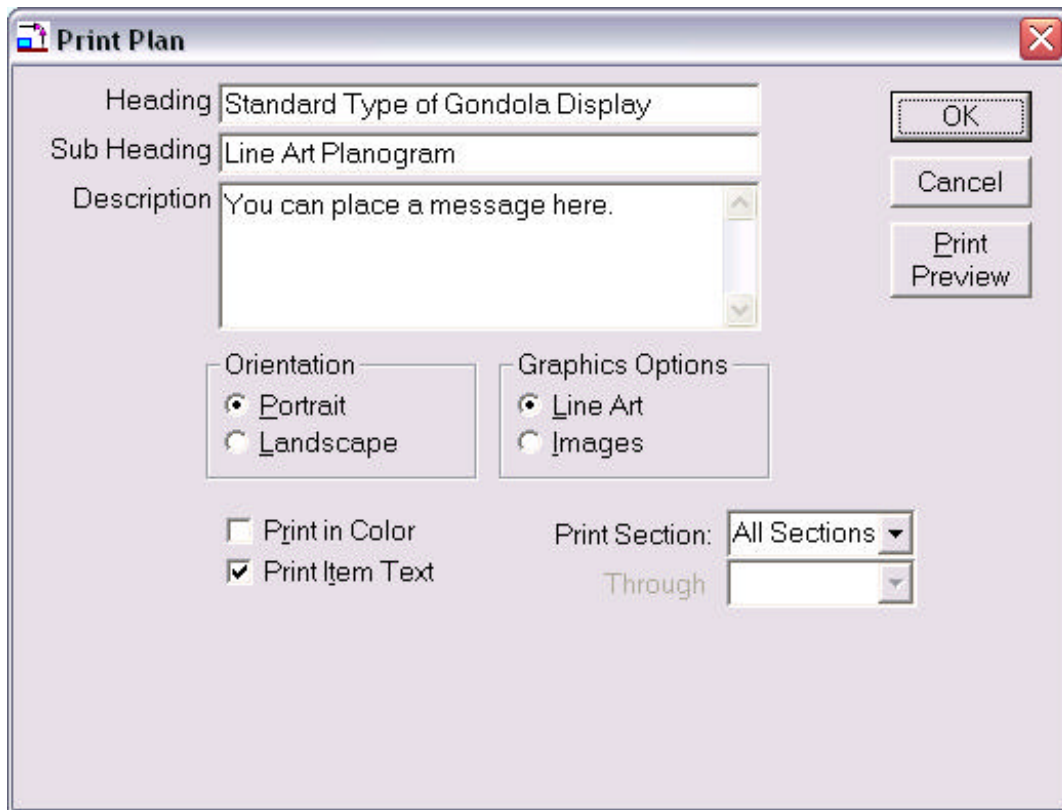 Print Plan
Heading Standard Type of Gondola Display
OK
Sub Heading Line Art Planogram
Cancel
Description You can place a message here.
Print
Preview
Orientation
Portrait
Landscape
Graphics Options
Line Art
Images
Print in Color
Print Item Text
Print Section: All Sections
Through